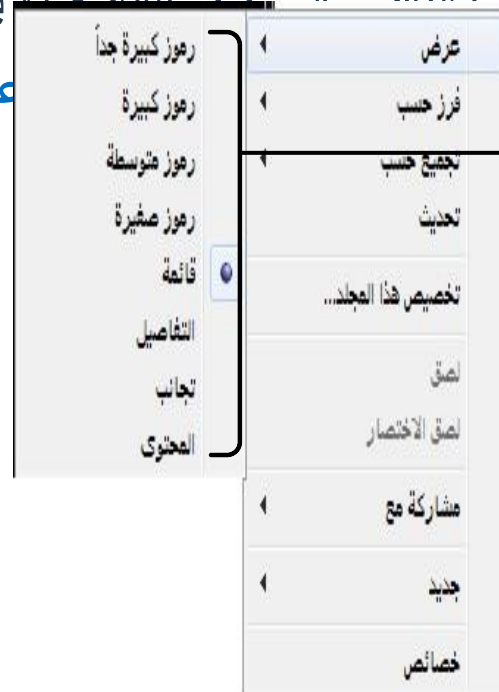 عرض
فرز حسب
تجميع حسب
تحديث
تخصيص هذا المجلد...
لصق
لصق الاختصار
مشاركة مع
جديد
خصائص
رموز كبيرة جداً
رموز كبيرة
رموز متوسطة
رموز صغيرة
قائمة
التفاصيل
تجانب
المحتوى